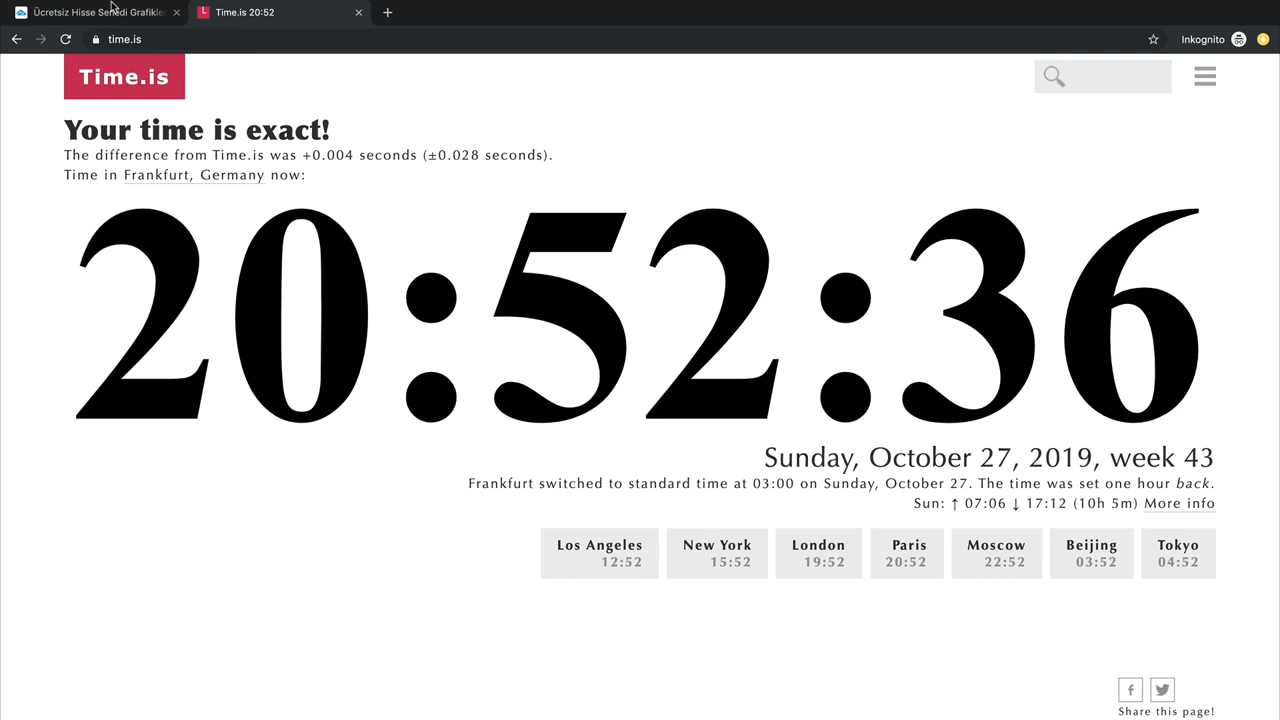 Ücretsiz Hisse Senedi Grafikler
Time.is 20:52
time.is
Inkognito
Time.is
Your time is exact!
The difference from Time.is was +0.004 seconds (±0.028 seconds).
Time in Frankfurt, Germany now:
20:52:36
Sunday, October 27, 2019, week 43
Frankfurt switched to standard time at 03:00 on Sunday, October 27. The time was set one hour back.
Sun: ↑ 07:06 ↓ 17:12 (10h 5m) More info
Los Angeles New York London Paris Moscow Beijing Tokyo
12:52 15:52 19:52 20:52 22:52 03:52 04:52
Share this page!